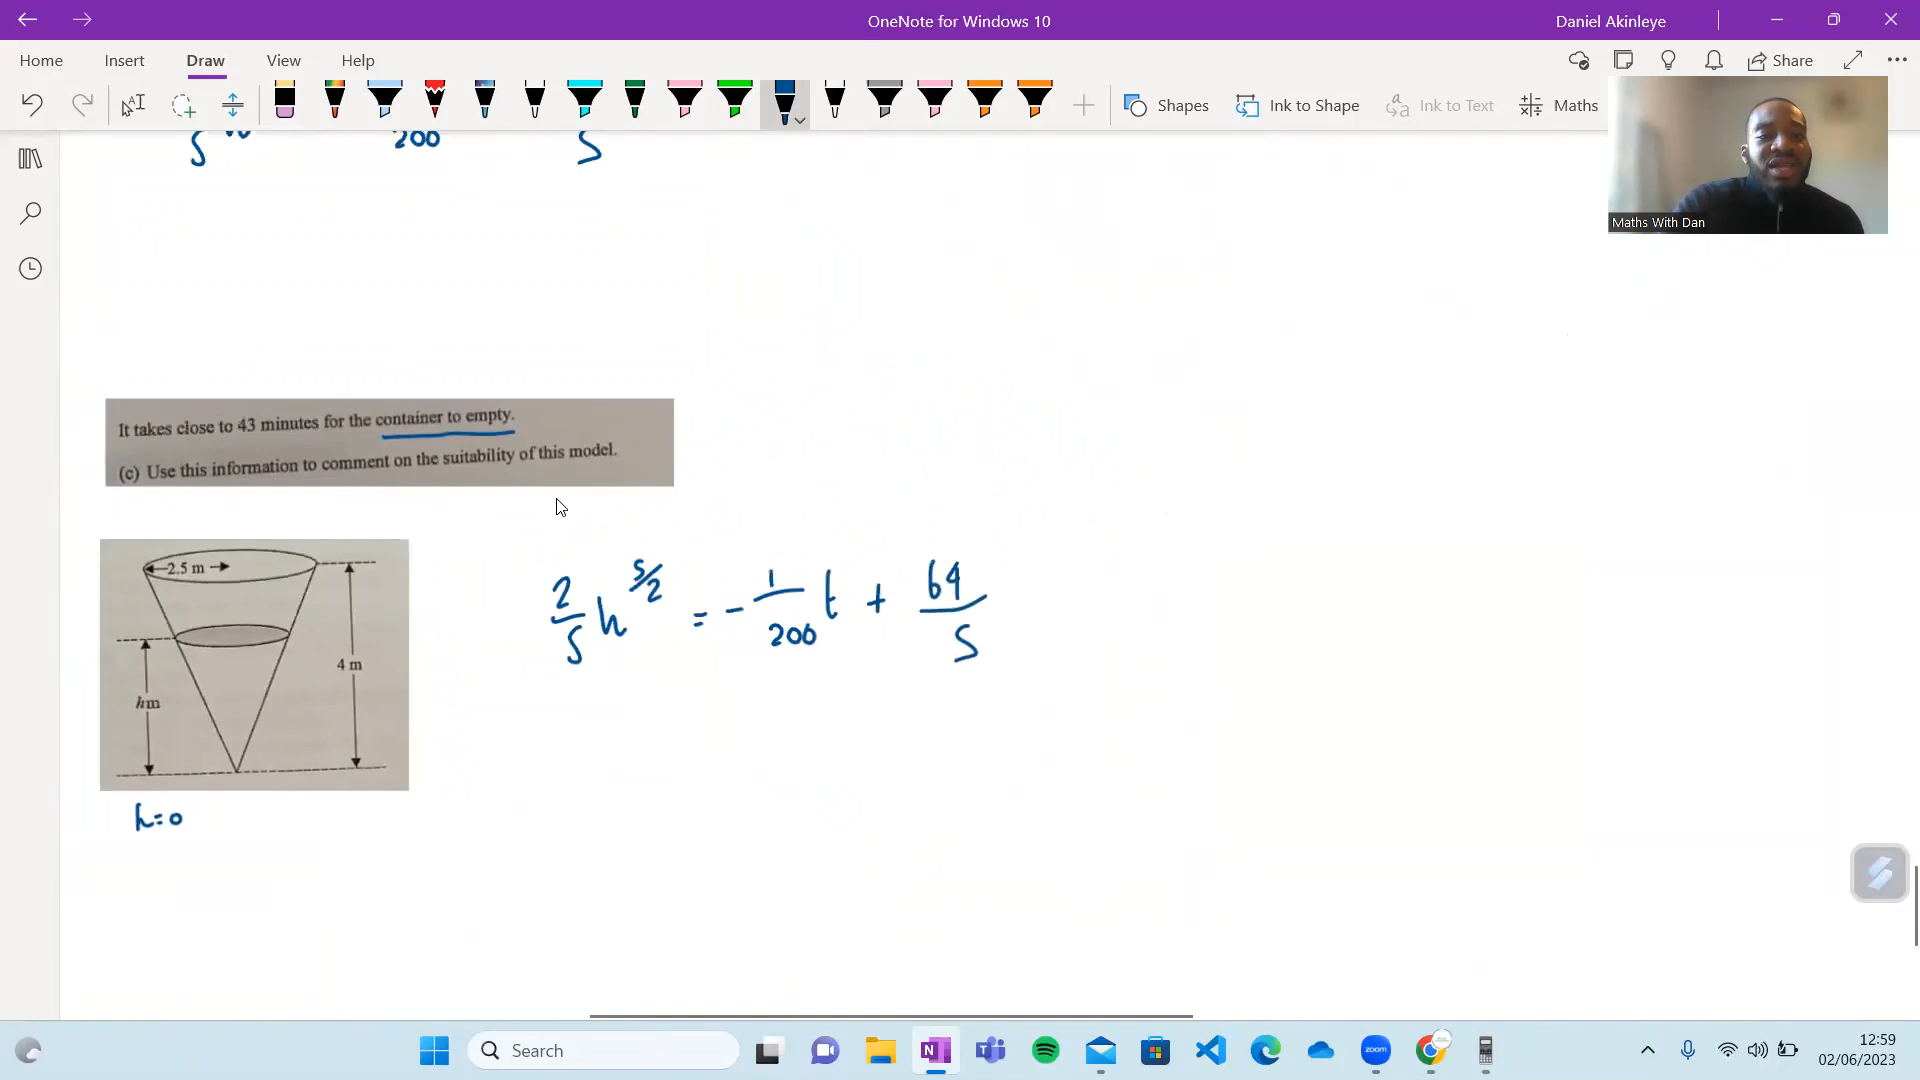 OneNote for Windows 10
Daniel Akinleye
Home Insert Draw View Help
Share
Shapes Ink to Shape Ink to Text Maths
Maths With Dan
200
5
It takes close to 43 minutes for the container to empty.
(c) Use this information to comment on the suitability of this model.
2.5 m
4 m
hm
h=0
2/5 h^5/2 = - 1/200 t + 64/5
Search
zoom
12:59
02/06/2023